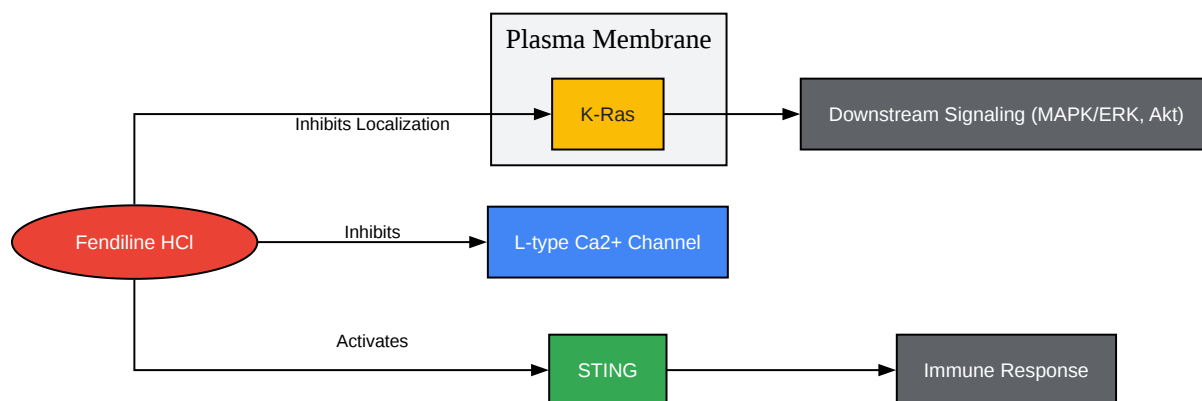 Plasma Membrane
K-Ras
Downstream Signaling (MAPK/ERK, Akt)
Inhibits Localization
Fendiline HCl
Inhibits
L-type Ca2+ Channel
Activates
STING
Immune Response